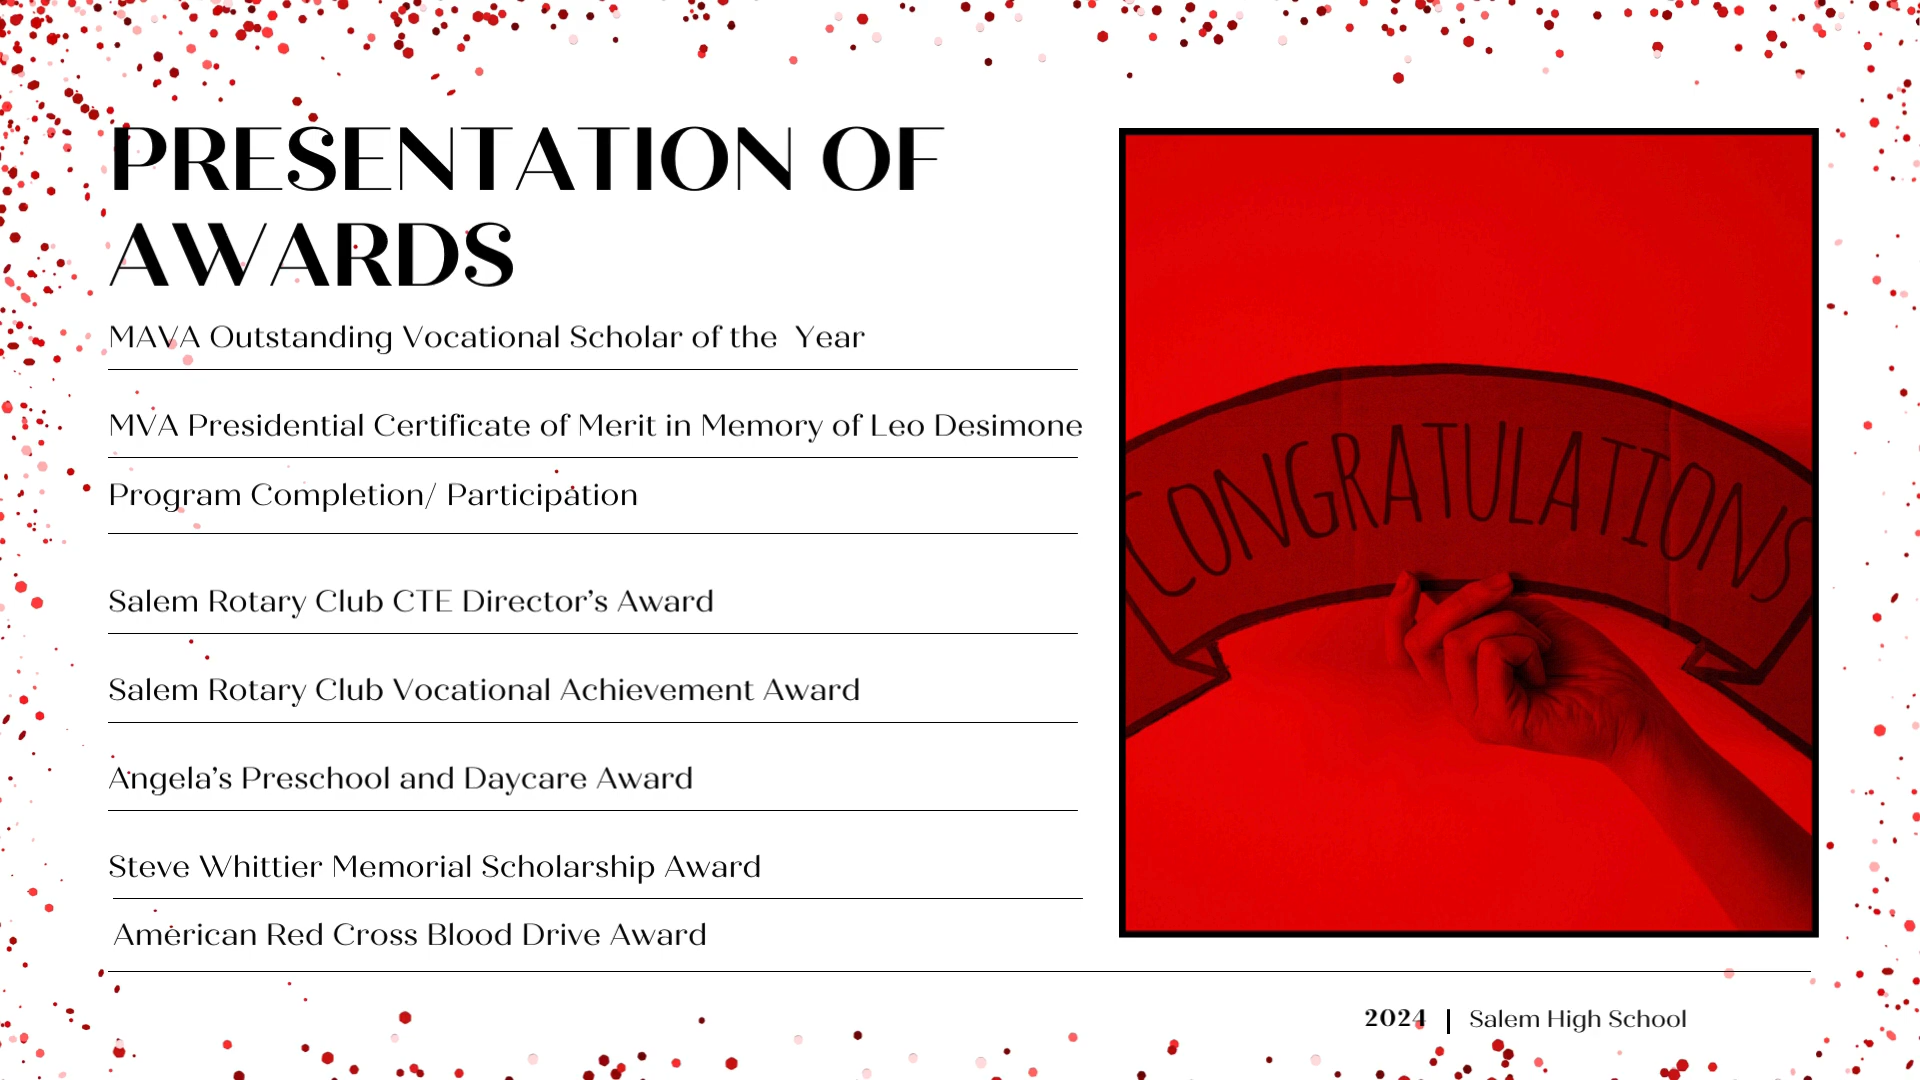 PRESENTATION OF
AWARDS
MAVA Outstanding Vocational Scholar of the  Year
MVA Presidential Certificate of Merit in Memory of Leo Desimone
Program Completion/ Participation
Salem Rotary Club CTE Director’s Award
Salem Rotary Club Vocational Achievement Award
Angela’s Preschool and Daycare Award
Steve Whittier Memorial Scholarship Award
American Red Cross Blood Drive Award
CONGRATULATIONS
2024 | Salem High School